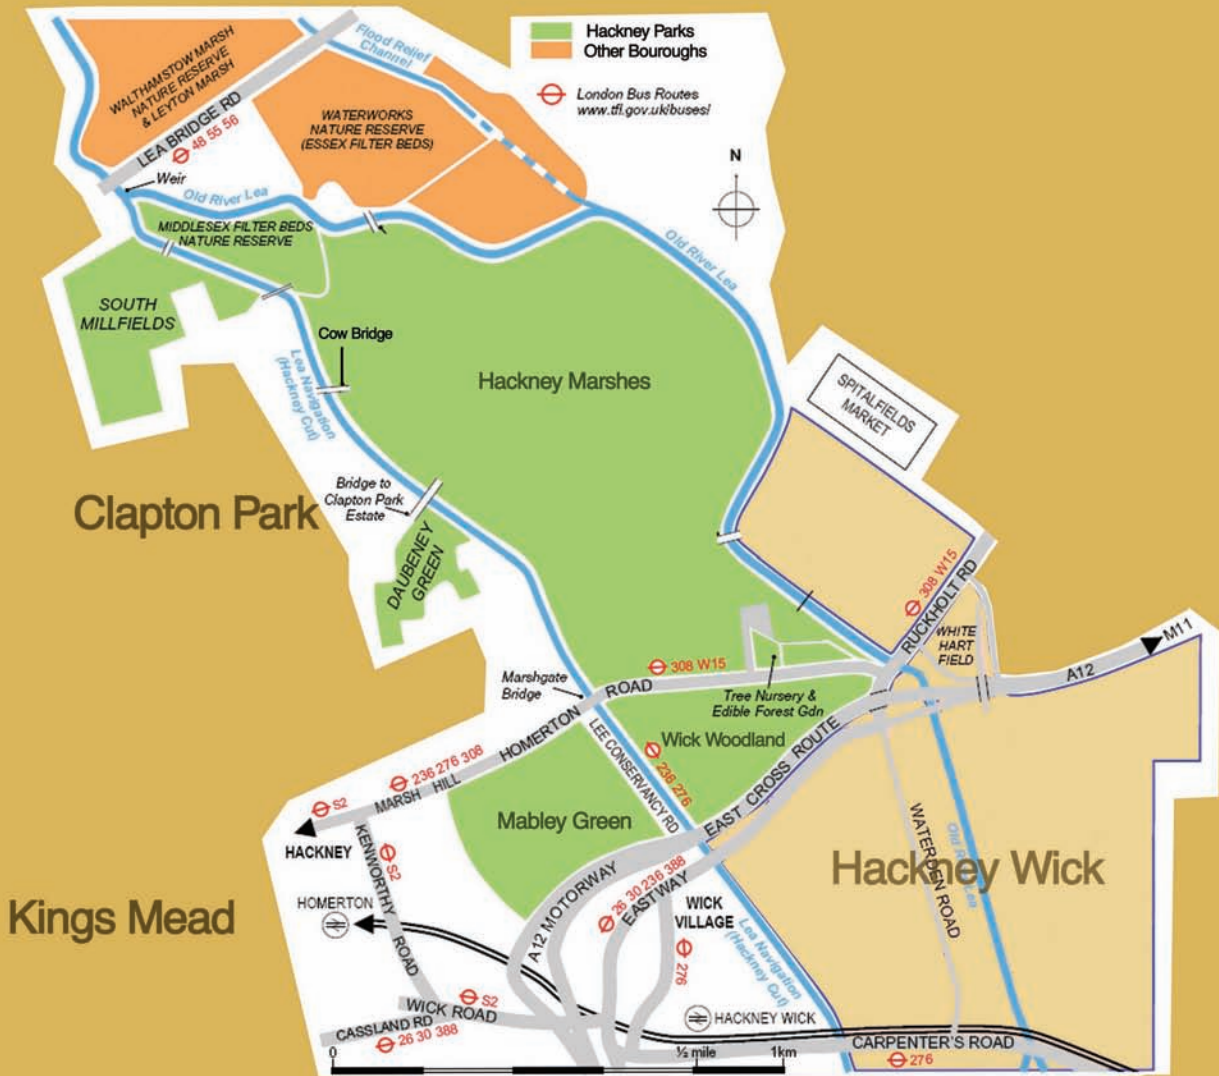 Hackney Parks
Other Bouroughs
London Bus Routes
www.tfl.gov.uk/buses/
N
WALTHAMSTOW MARSH
NATURE RESERVE
& LEYTON MARSH
Flood Relief
Channel
LEA BRIDGE RD
48 55 56
WATERWORKS
NATURE RESERVE
(ESSEX FILTER BEDS)
Weir
Old River Lea
MIDDLESEX FILTER BEDS
NATURE RESERVE
Old River Lea
SOUTH
MILLFIELDS
Cow Bridge
Lea Navigation
(Hackney Cut)
Hackney Marshes
SPITALFIELDS
MARKET
Clapton Park
Bridge to
Clapton Park
Estate
DAUBENEY
GREEN
308 W15
RUCKHOLT RD
WHITE
HART
FIELD
M11
A12
Marshgate
Bridge
308 W15
HOMERTON ROAD
Tree Nursery &
Edible Forest Gdn
Wick Woodland
236 276
LEE CONSERVANCY RD
EAST CROSS ROUTE
236 276 308
MARSH HILL
S2
HACKNEY
Mabley Green
KENWORTHY ROAD
S2
WATERDEN ROAD
Old River Lea
Hackney Wick
Kings Mead
HOMERTON
A12 MOTORWAY
26 30 236 388
EASTWAY
WICK
VILLAGE
276
Lea Navigation
(Hackney Cut)
S2
WICK ROAD
CASSLAND RD
26 30 388
HACKNEY WICK
CARPENTER'S ROAD
276
0
½ mile
1km